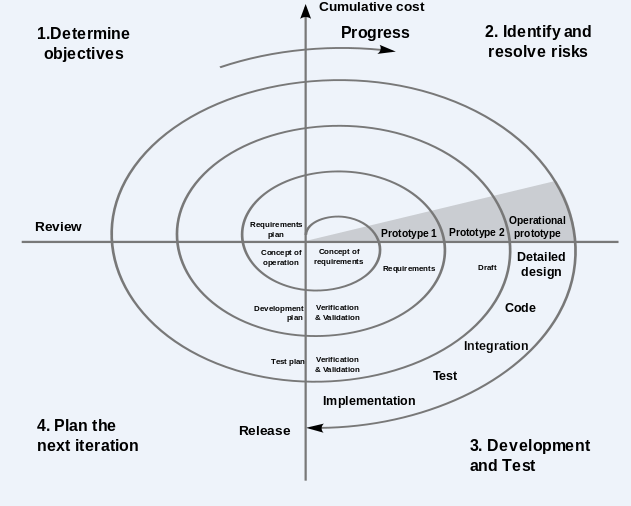 Cumulative cost
Progress
1.Determine
objectives
2. Identify and
resolve risks
Review
Requirements
plan
Prototype 1
Prototype 2
Operational
prototype
Concept of
operation
Concept of
requirements
Requirements
Draft
Detailed
design
Development
plan
Verification
& Validation
Code
Integration
Test plan
Verification
& Validation
Test
Implementation
Release
4. Plan the
next iteration
3. Development
and Test